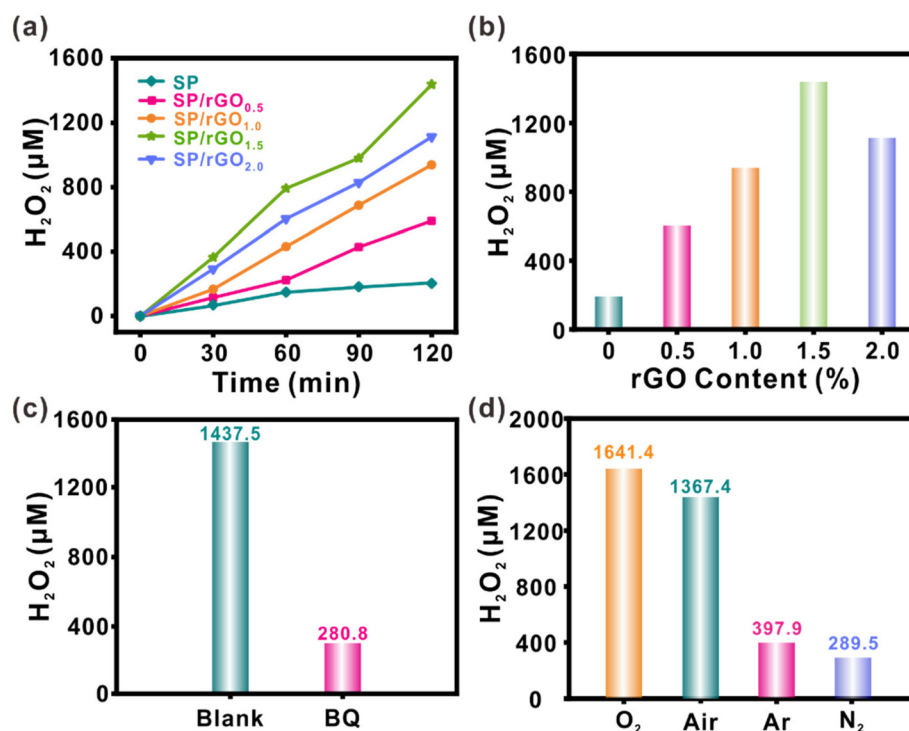 (a)
1600
1200
800
400
0
H₂O₂ (μM)
SP
SP/rGO₀.₅
SP/rGO₁.₀
SP/rGO₁.₅
SP/rGO₂.₀
0 30 60 90 120
Time (min)
(b)
1600
1200
800
400
0
H₂O₂ (μM)
0 0.5 1.0 1.5 2.0
rGO Content (%)
(c)
1600
1200
800
400
0
H₂O₂ (μM)
1437.5
280.8
Blank BQ
(d)
2000
1600
1200
800
400
0
H₂O₂ (μM)
1641.4
1367.4
397.9
289.5
O₂ Air Ar N₂